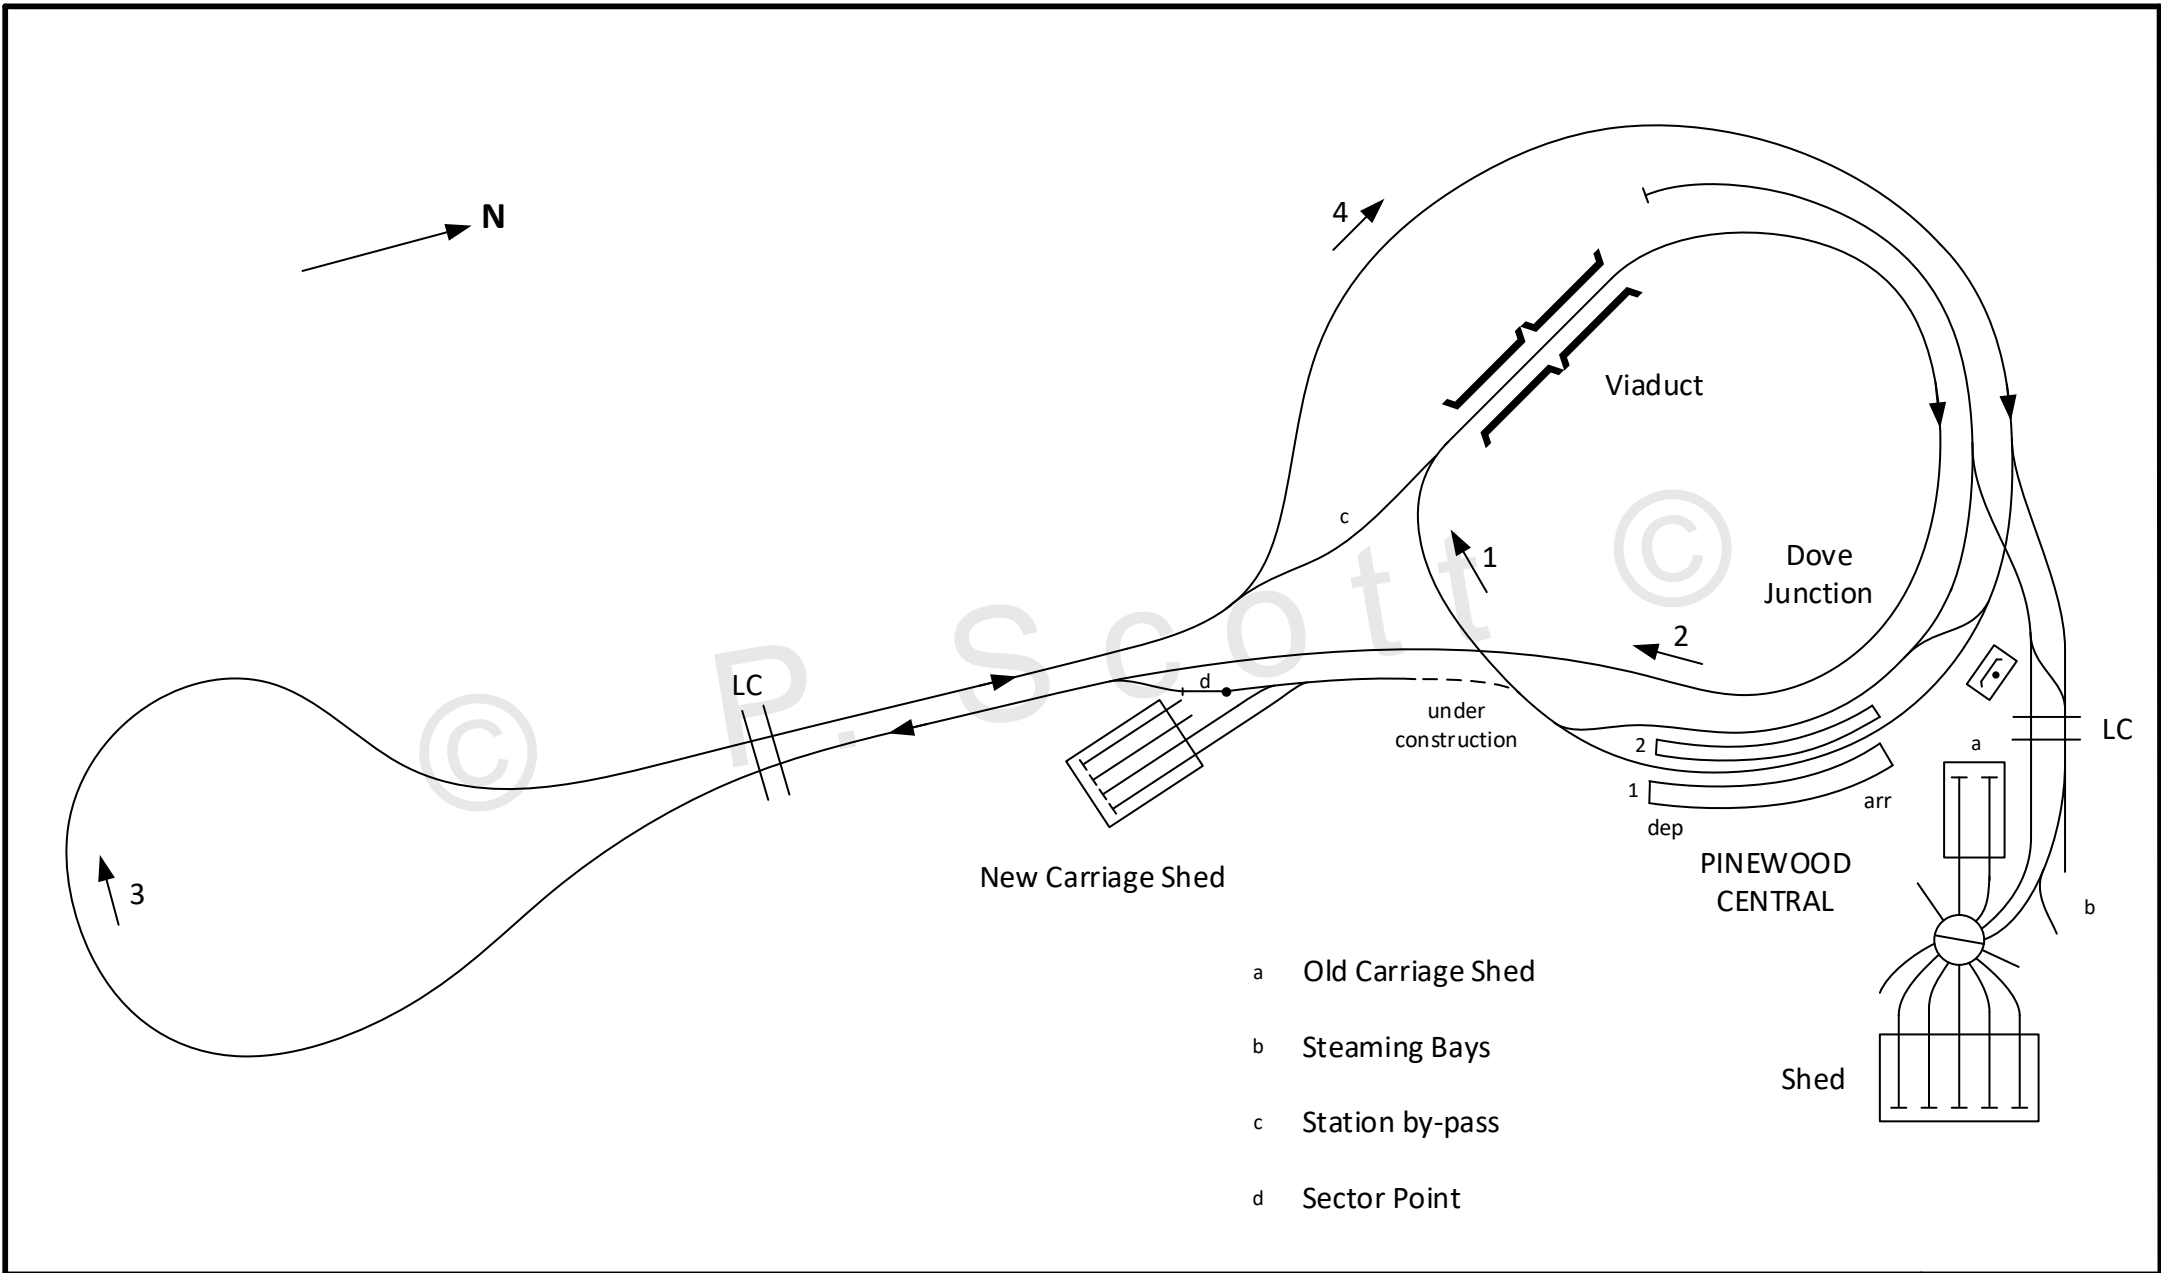 N
4
Viaduct
c
1
Dove
Junction
2
LC
d
under
construction
LC
2
a
1
arr
dep
3
New Carriage Shed
PINEWOOD
CENTRAL
b
a Old Carriage Shed
b Steaming Bays
Shed
c Station by-pass
d Sector Point
© P. Scott ©